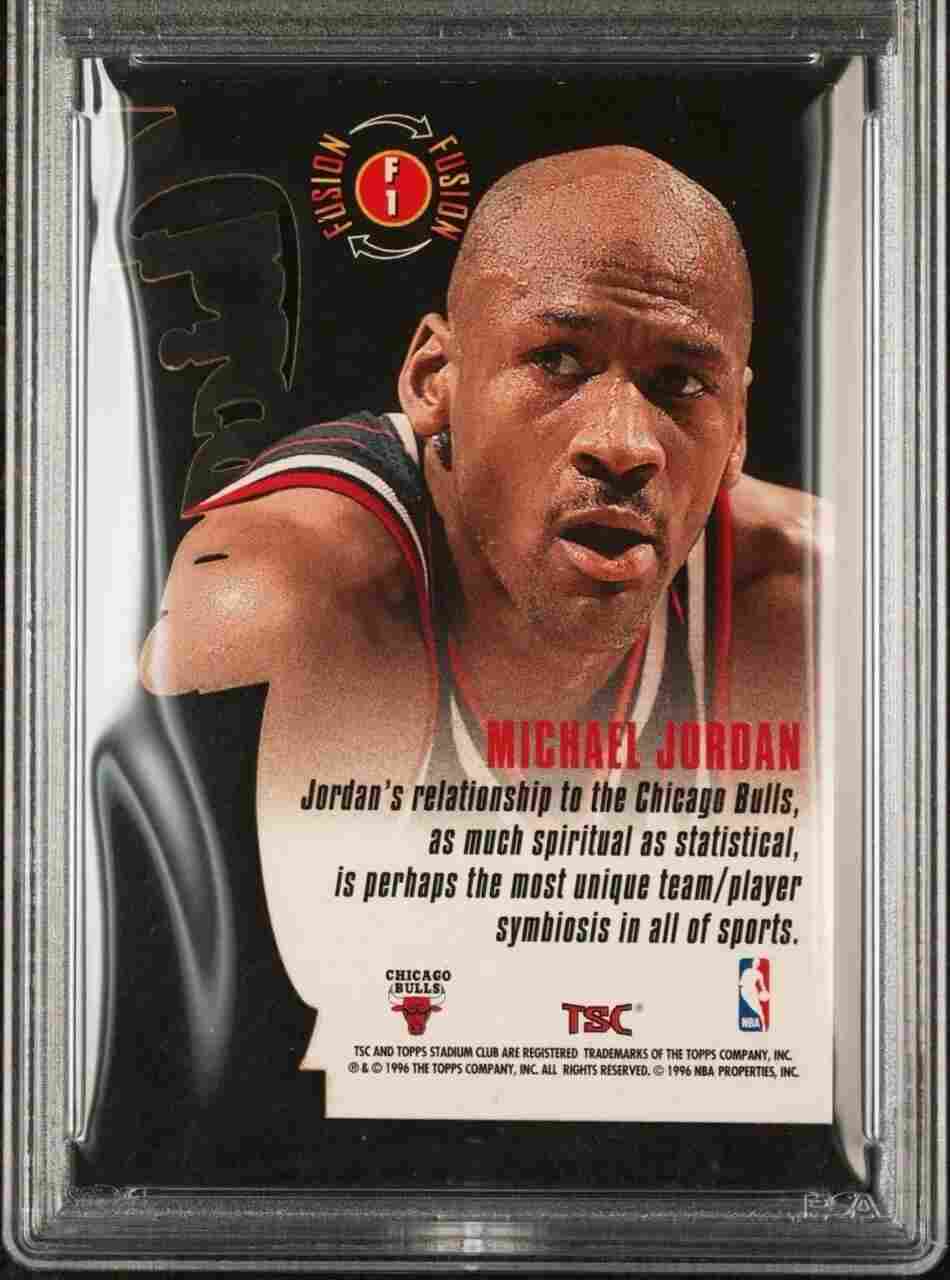 FUSION
F
1
FUSION
MICHAEL JORDAN
Jordan's relationship to the Chicago Bulls,
as much spiritual as statistical,
is perhaps the most unique team/player
symbiosis in all of sports.
CHICAGO
BULLS
TSC®
NBA
TSC AND TOPPS STADIUM CLUB ARE REGISTERED TRADEMARKS OF THE TOPPS COMPANY, INC.
℗ & © 1996 THE TOPPS COMPANY, INC. ALL RIGHTS RESERVED. © 1996 NBA PROPERTIES, INC.
PSA